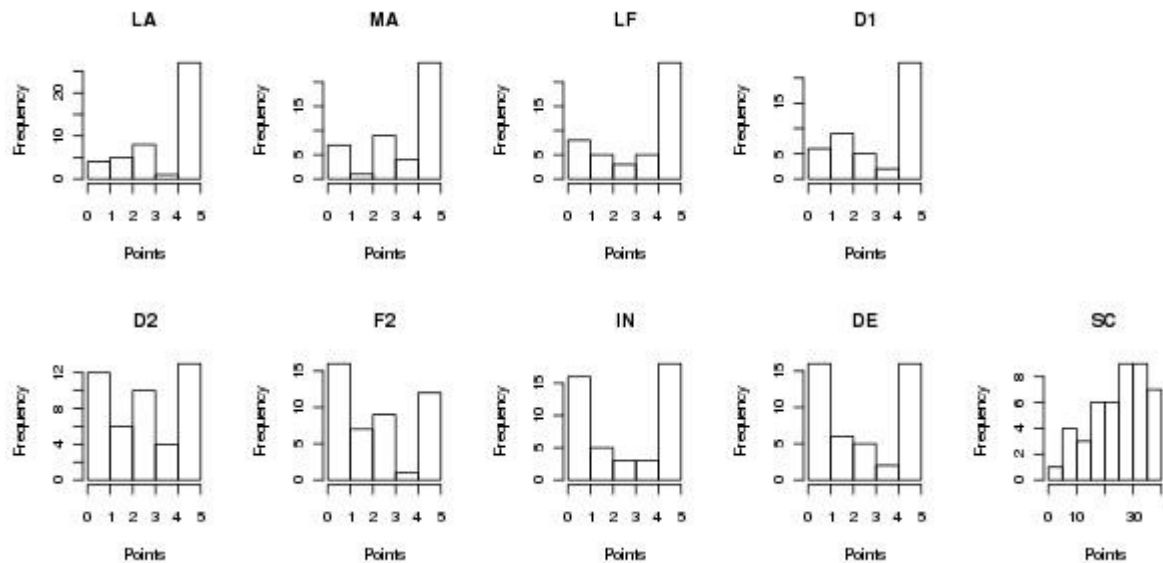 LA MA LF D1
Frequency 0 10 20 Frequency 0 5 15 Frequency 0 5 15 Frequency 0 5 15
0 1 2 3 4 5 0 1 2 3 4 5 0 1 2 3 4 5 0 1 2 3 4 5
Points Points Points Points
D2 F2 IN DE SC
Frequency 0 4 8 12 Frequency 0 5 10 15 Frequency 0 5 10 15 Frequency 0 5 10 15 Frequency 0 2 4 6 8
0 1 2 3 4 5 0 1 2 3 4 5 0 1 2 3 4 5 0 1 2 3 4 5 0 10 30
Points Points Points Points Points